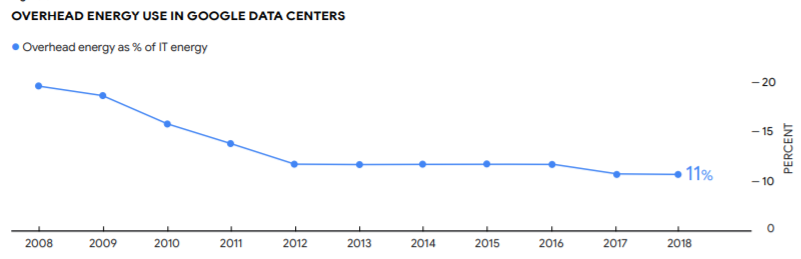 OVERHEAD ENERGY USE IN GOOGLE DATA CENTERS
Overhead energy as % of IT energy
20
15
10
0
PERCENT
11%
2008 2009 2010 2011 2012 2013 2014 2015 2016 2017 2018